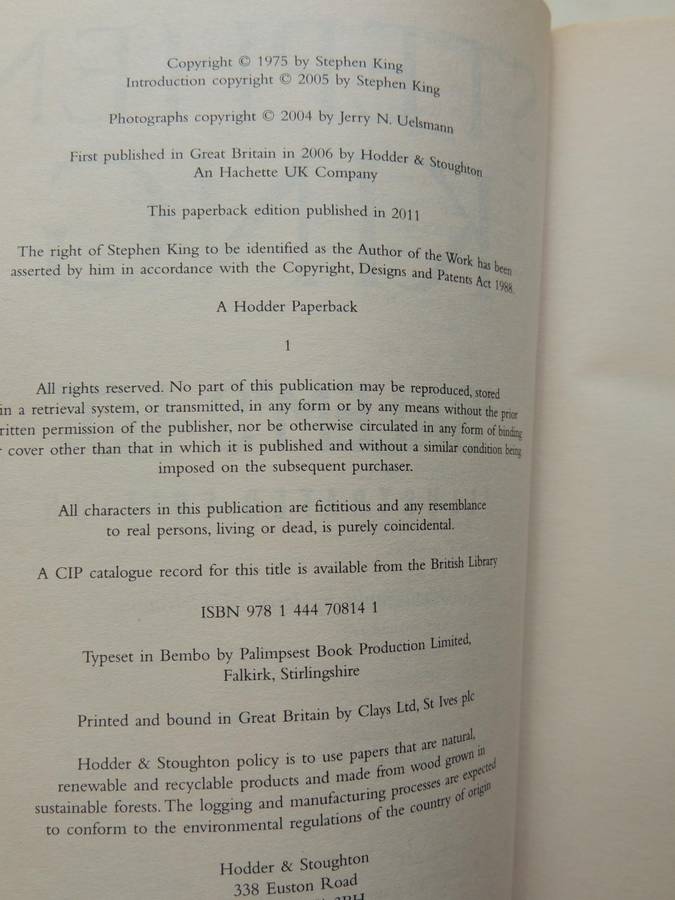 Copyright © 1975 by Stephen King
Introduction copyright © 2005 by Stephen King
Photographs copyright © 2004 by Jerry N. Uelsmann
First published in Great Britain in 2006 by Hodder & Stoughton
An Hachette UK Company
This paperback edition published in 2011
The right of Stephen King to be identified as the Author of the Work has been
asserted by him in accordance with the Copyright, Designs and Patents Act 1988.
A Hodder Paperback
1
All rights reserved. No part of this publication may be reproduced, stored
in a retrieval system, or transmitted, in any form or by any means without the prior
ritten permission of the publisher, nor be otherwise circulated in any form of binding
r cover other than that in which it is published and without a similar condition being
imposed on the subsequent purchaser.
All characters in this publication are fictitious and any resemblance
to real persons, living or dead, is purely coincidental.
A CIP catalogue record for this title is available from the British Library
ISBN 978 1 444 70814 1
Typeset in Bembo by Palimpsest Book Production Limited,
Falkirk, Stirlingshire
Printed and bound in Great Britain by Clays Ltd, St Ives plc
Hodder & Stoughton policy is to use papers that are natural,
renewable and recyclable products and made from wood grown in
sustainable forests. The logging and manufacturing processes are expected
to conform to the environmental regulations of the country of origin
Hodder & Stoughton
338 Euston Road